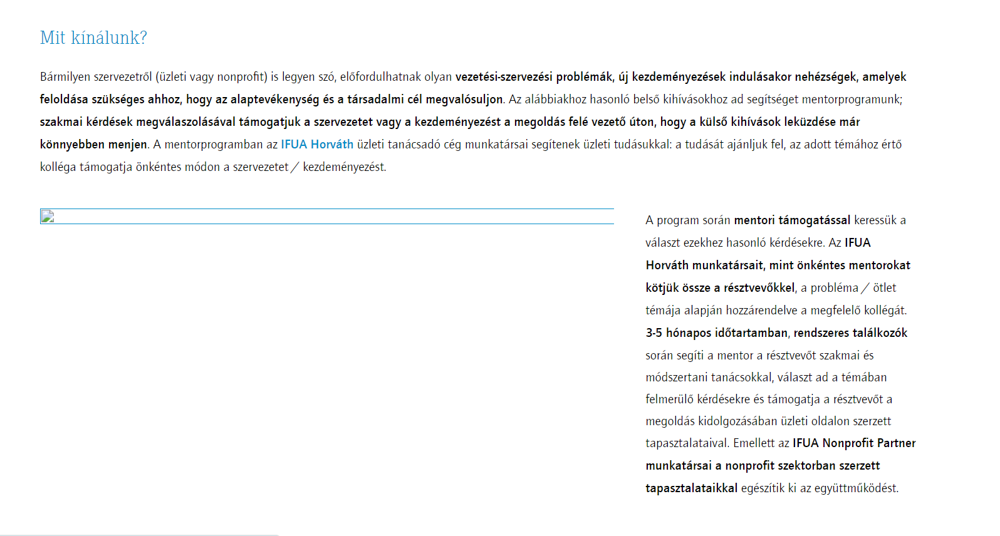 Mit kínálunk?
Bármilyen szervezetről (üzleti vagy nonprofit) is legyen szó, előfordulhatnak olyan vezetési-szervezési problémák, új kezdeményezések indulásakor nehézségek, amelyek
feloldása szükséges ahhoz, hogy az alaptevékenység és a társadalmi cél megvalósuljon. Az alábbiakhoz hasonló belső kihívásokhoz ad segítséget mentorprogramunk;
szakmai kérdések megválaszolásával támogatjuk a szervezetet vagy a kezdeményezést a megoldás felé vezető úton, hogy a külső kihívások leküzdése már
könnyebben menjen. A mentorprogramban az IFUA Horváth üzleti tanácsadó cég munkatársai segítenek üzleti tudásukkal: a tudását ajánljuk fel, az adott témához értő
kolléga támogatja önkéntes módon a szervezetet / kezdeményezést.
A program során mentori támogatással keressük a
választ ezekhez hasonló kérdésekre. Az IFUA
Horváth munkatársait, mint önkéntes mentorokat
kötjük össze a résztvevőkkel, a probléma / ötlet
témája alapján hozzárendelve a megfelelő kollégát.
3-5 hónapos időtartamban, rendszeres találkozók
során segíti a mentor a résztvevőt szakmai és
módszertani tanácsokkal, választ ad a témában
felmerülő kérdésekre és támogatja a résztvevőt a
megoldás kidolgozásában üzleti oldalon szerzett
tapasztalataival. Emellett az IFUA Nonprofit Partner
munkatársai a nonprofit szektorban szerzett
tapasztalataikkal egészítik ki az együttműködést.